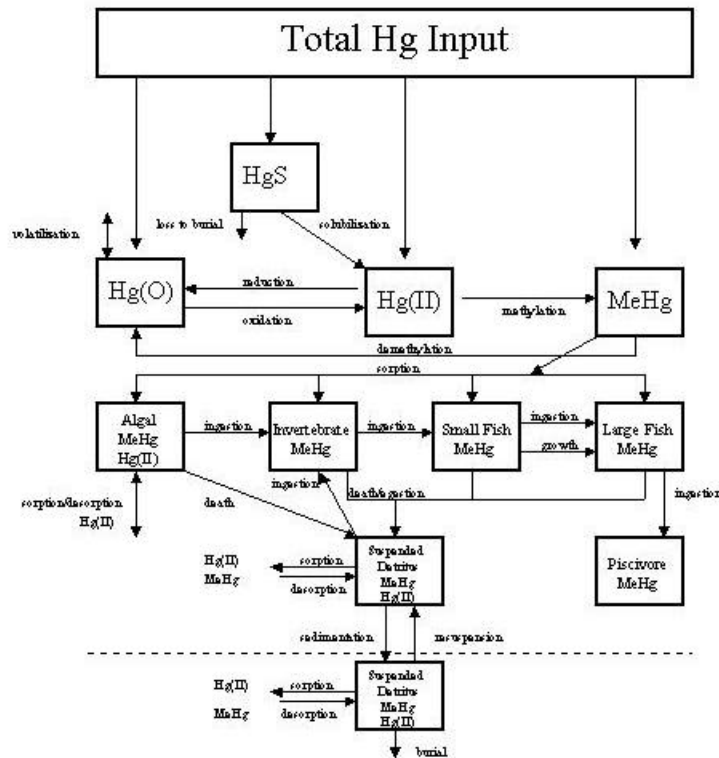 Total Hg Input
HgS
volatilization
loss to burial
solubilization
Hg(O)
reduction
oxidation
Hg(II)
methylation
MeHg
demethylation
sorption
Algal
MeHg
Hg(II)
ingestion
Invertebrate
MeHg
ingestion
Small Fish
MeHg
ingestion
growth
Large Fish
MeHg
sorption/desorption
Hg(II)
death
ingestion
death/egestion
ingestion
Hg(II)
MeHg
sorption
desorption
Suspended
Detritus
MeHg
Hg(II)
Piscivore
MeHg
sedimentation
resuspension
Hg(II)
MeHg
sorption
desorption
Suspended
Detritus
MeHg
Hg(II)
burial